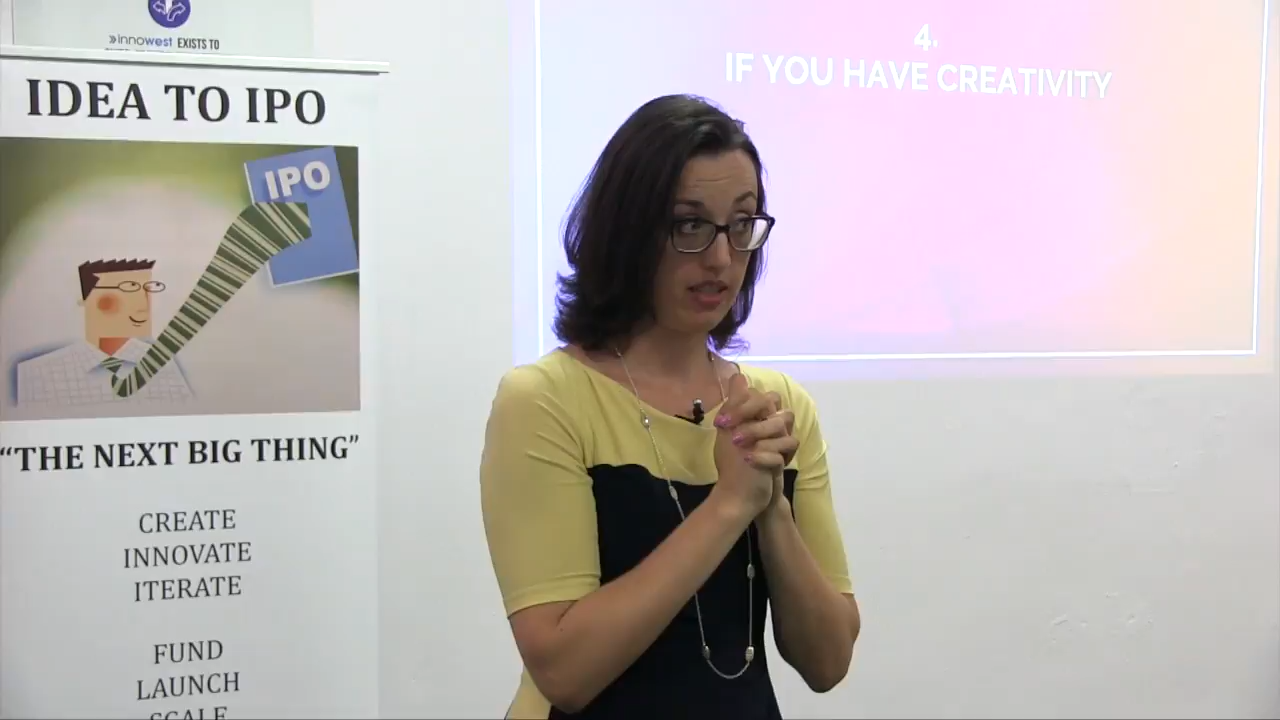 »innowest EXISTS TO
IDEA TO IPO
IPO
“THE NEXT BIG THING”
CREATE
INNOVATE
ITERATE
FUND
LAUNCH
SCALE
4.
IF YOU HAVE CREATIVITY